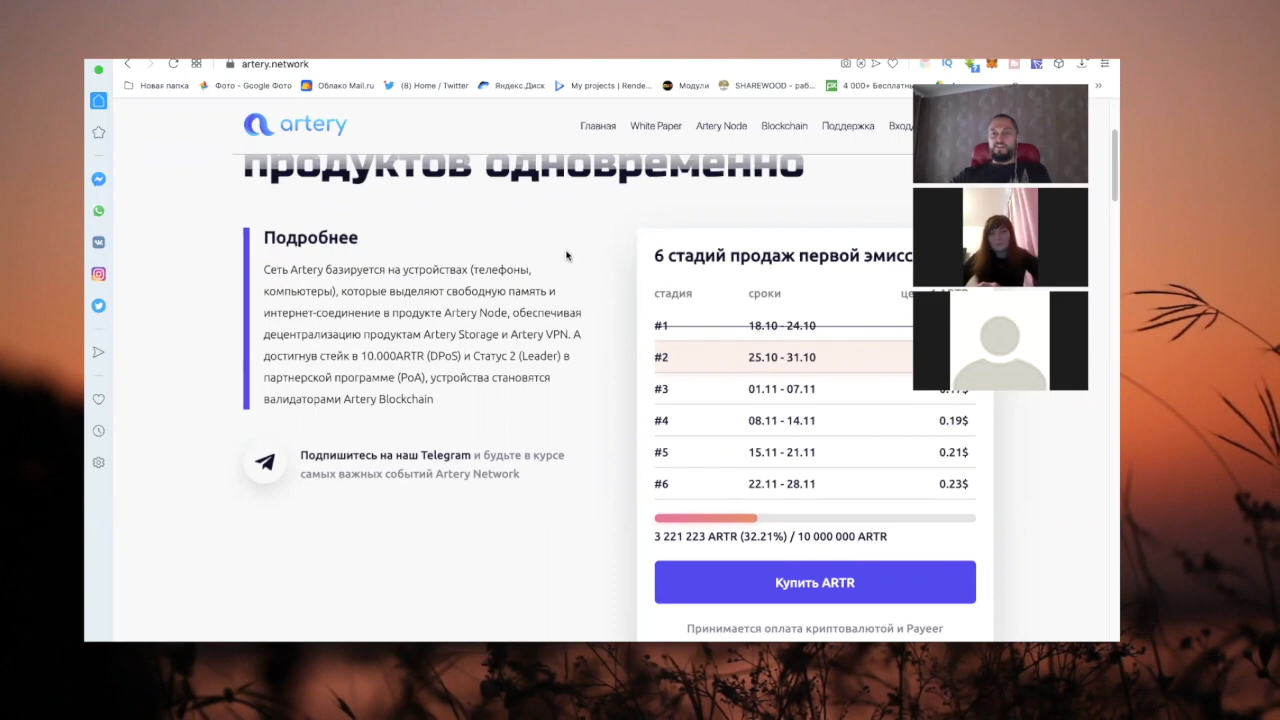 artery.network
Новая папка Фото - Google Фото Облако Mail.ru (8) Home / Twitter Яндекс.Диск My projects | Rende... Модули SHAREWOOD - раб... 4 000+ Бесплатны
artery Главная White Paper Artery Node Blockchain Поддержка Вход
продуктов одновременно
Подробнее
Сеть Artery базируется на устройствах (телефоны,
компьютеры), которые выделяют свободную память и
интернет-соединение в продукте Artery Node, обеспечивая
децентрализацию продуктам Artery Storage и Artery VPN. А
достигнув стейк в 10.000ARTR (DPoS) и Статус 2 (Leader) в
партнерской программе (PoA), устройства становятся
валидаторами Artery Blockchain
Подпишитесь на наш Telegram и будьте в курсе
самых важных событий Artery Network
6 стадий продаж первой эмисс
стадия сроки
#1 18.10 - 24.10
#2 25.10 - 31.10
#3 01.11 - 07.11
#4 08.11 - 14.11 0.19$
#5 15.11 - 21.11 0.21$
#6 22.11 - 28.11 0.23$
3 221 223 ARTR (32.21%) / 10 000 000 ARTR
Купить ARTR
Принимается оплата криптовалютой и Payeer